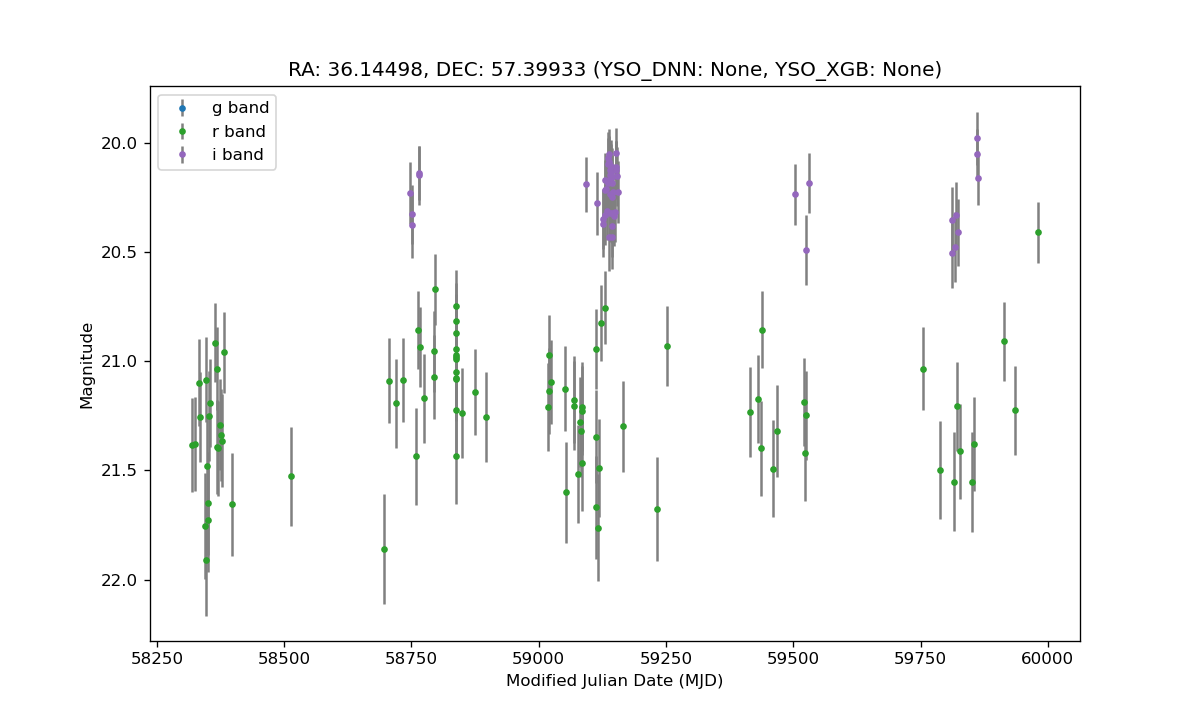 RA: 36.14498, DEC: 57.39933 (YSO_DNN: None, YSO_XGB: None)
g band
r band
i band
20.0
20.5
21.0
21.5
22.0
Magnitude
58250 58500 58750 59000 59250 59500 59750 60000
Modified Julian Date (MJD)